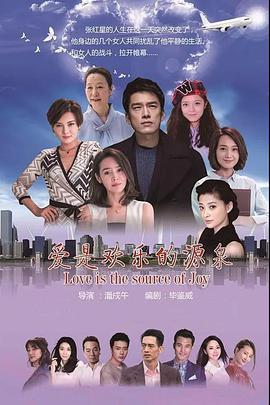 张红星的人生在这一天突然改变了，
他身边的几个女人共同扰乱了他平静的生活，
和女人的战斗，拉开帷幕……
爱是欢乐的源泉
Love is the source of Joy
导演：潘戌午 编剧：毕鉴威